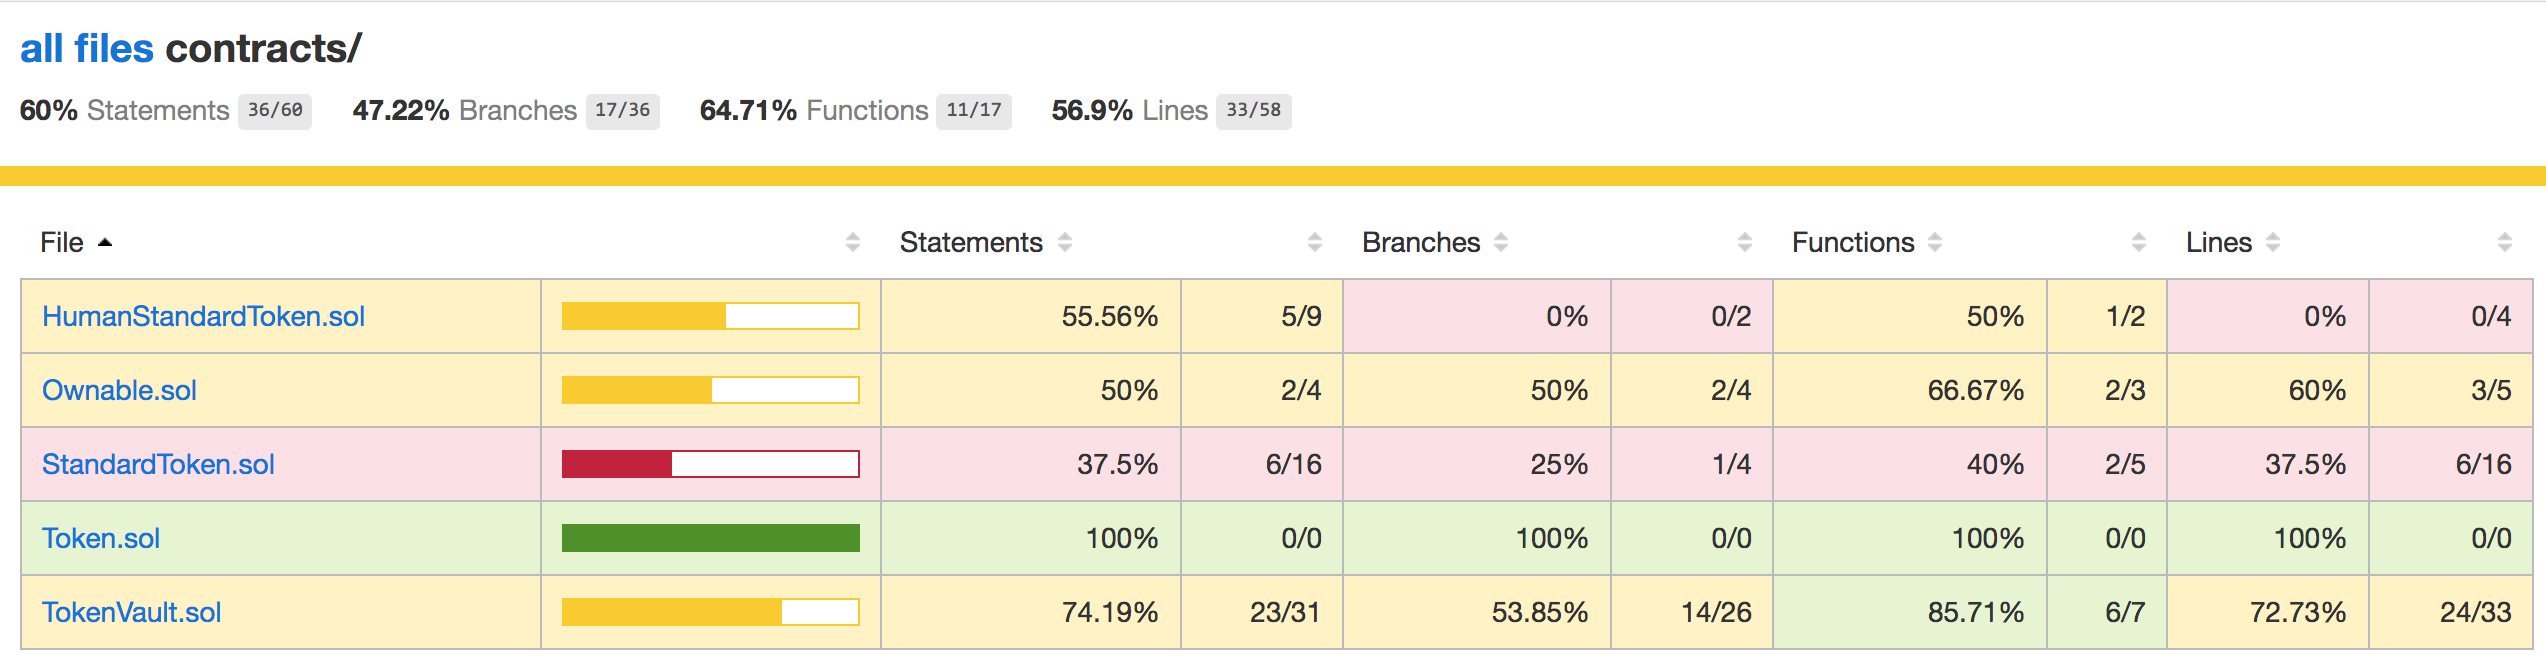 all files contracts/
60% Statements 36/60 47.22% Branches 17/36 64.71% Functions 11/17 56.9% Lines 33/58
File Statements Branches Functions Lines
HumanStandardToken.sol 55.56% 5/9 0% 0/2 50% 1/2 0% 0/4
Ownable.sol 50% 2/4 50% 2/4 66.67% 2/3 60% 3/5
StandardToken.sol 37.5% 6/16 25% 1/4 40% 2/5 37.5% 6/16
Token.sol 100% 0/0 100% 0/0 100% 0/0 100% 0/0
TokenVault.sol 74.19% 23/31 53.85% 14/26 85.71% 6/7 72.73% 24/33